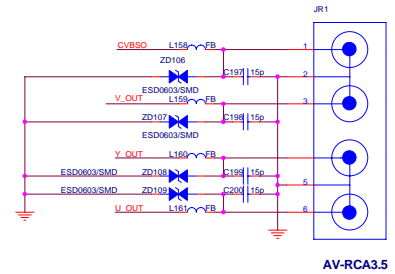 JR1
CVBSO L158 FB 1
ZD106 C197 15p 2
ESD0603/SMD
V_OUT L159 FB 3
ZD107 C198 15p
ESD0603/SMD
Y_OUT L160 FB
ESD0603/SMD ZD108 C199 15p
5
ESD0603/SMD ZD109 C200 15p
U_OUT L161 FB 6
AV-RCA3.5